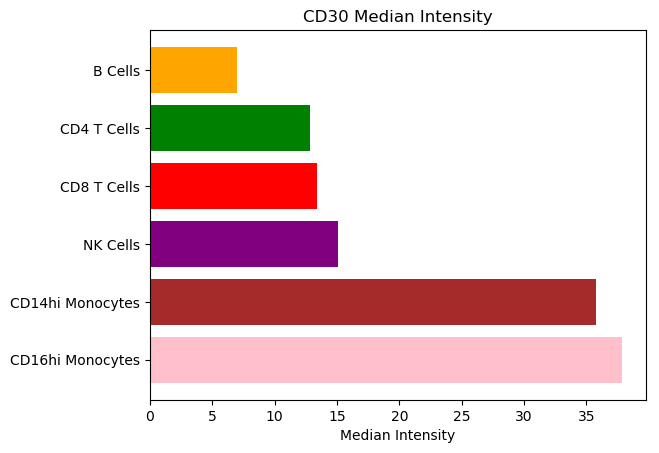 CD30 Median Intensity
B Cells
CD4 T Cells
CD8 T Cells
NK Cells
CD14hi Monocytes
CD16hi Monocytes
0 5 10 15 20 25 30 35
Median Intensity